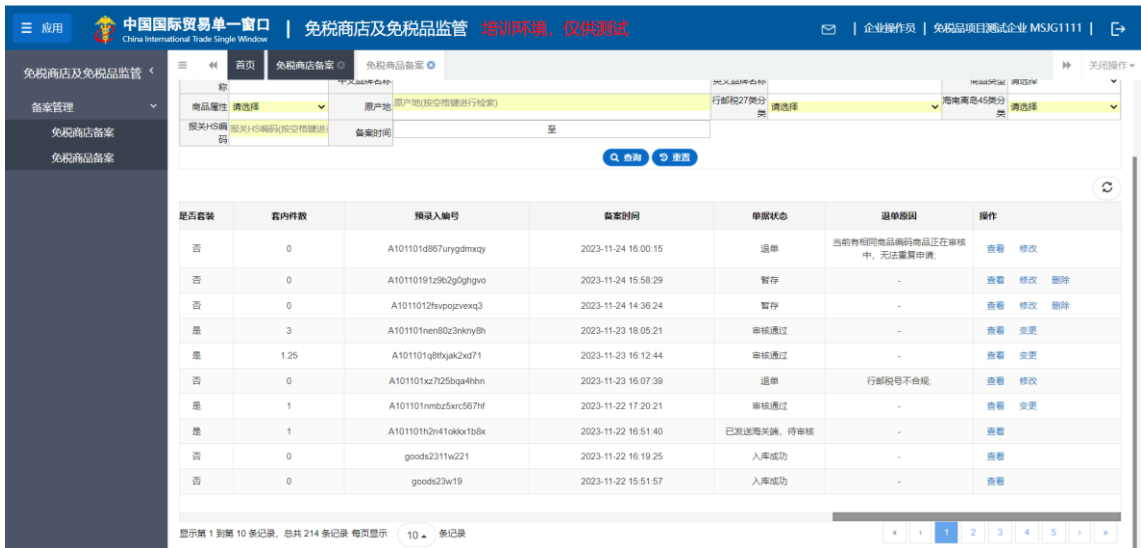 应用 中国国际贸易单一窗口 | 免税商店及免税品监管 培训环境，仅供测试 | 企业操作员 | 免税品项目测试企业 MSJG1111 |
China International Trade Single Window
免税商店及免税品监管 首页 免税商店备案 免税商品备案 关闭操作
备案管理
免税商店备案
免税商品备案
称 中文品牌名称 英文品牌名称 商品类型 请选择
商品属性 请选择 原产地 原产地(按空格键进行检索) 行邮税27类分类 请选择 海南离岛45类分类 请选择
报关HS编码 报关HS编码(按空格键进行 备案时间 至
查询 重置
是否套装 套内件数 预录入编号 备案时间 单据状态 退单原因 操作
否 0 A101101d867urygdmxqy 2023-11-24 16:00:15 退单 当前有相同商品编码商品正在审核中，无法重复申请; 查看 修改
否 0 A10110191z9b2g0ghgvo 2023-11-24 15:58:29 暂存 - 查看 修改 删除
否 0 A1011012fsvpojzvexq3 2023-11-24 14:36:24 暂存 - 查看 修改 删除
是 3 A101101nen80z3nkny8h 2023-11-23 18:05:21 审核通过 - 查看 变更
是 1.25 A101101q8tfxjak2xd71 2023-11-23 16:12:44 审核通过 - 查看 变更
否 0 A101101xz7t25bqa4hhn 2023-11-23 16:07:39 退单 行邮税号不合规; 查看 修改
是 1 A101101nmbz5xrc567hf 2023-11-22 17:20:21 审核通过 - 查看 变更
是 1 A101101h2n41okkx1b8x 2023-11-22 16:51:40 已发送海关端，待审核 - 查看
否 0 goods2311w221 2023-11-22 16:19:25 入库成功 - 查看
否 0 goods23w19 2023-11-22 15:51:57 入库成功 - 查看
显示第 1 到第 10 条记录，总共 214 条记录 每页显示 10 条记录 « ‹ 1 2 3 4 5 › »